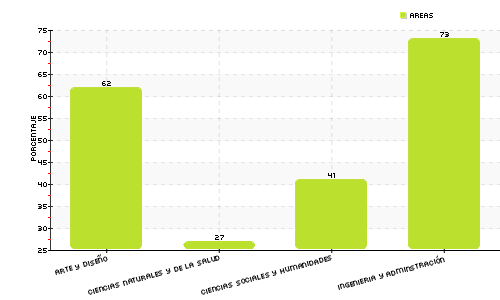 AREAS
75
70
65
60
55
50
45
40
35
30
25
PORCENTAJE
62
27
41
73
ARTE Y DISEÑO
CIENCIAS NATURALES Y DE LA SALUD
CIENCIAS SOCIALES Y HUMANIDADES
INGENIERIA Y ADMINSTRACIÓN